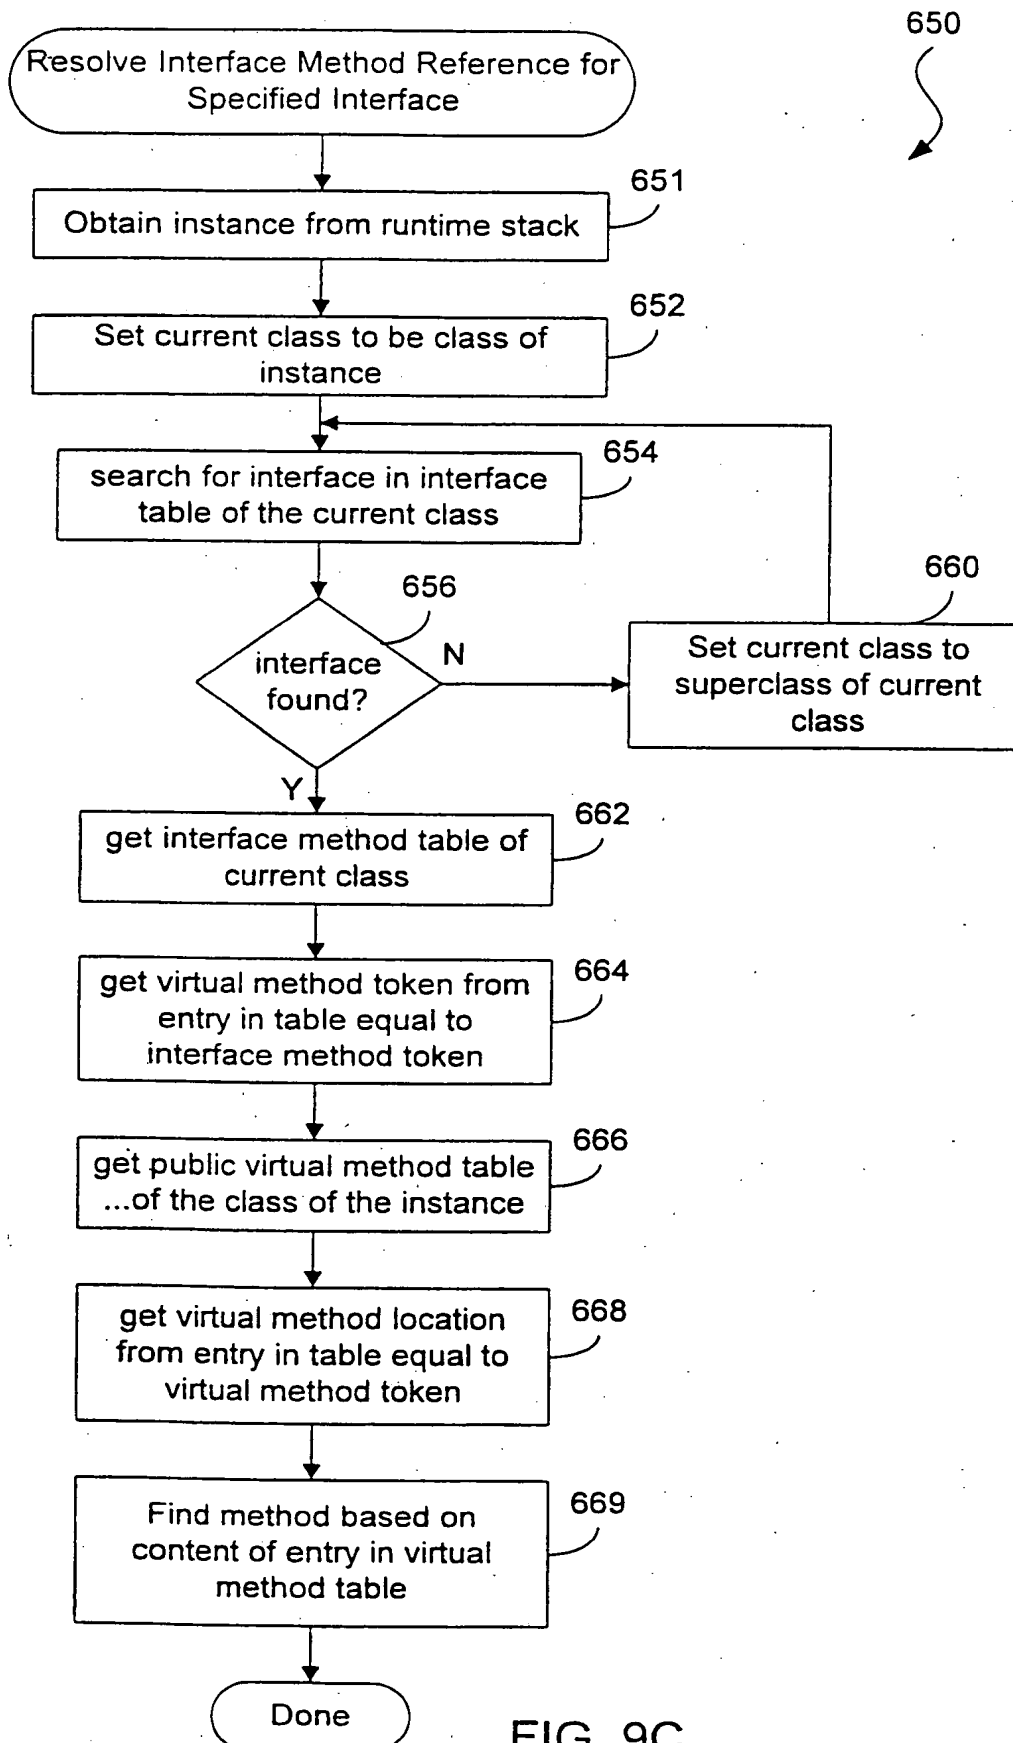 650
Resolve Interface Method Reference for
Specified Interface
651
Obtain instance from runtime stack
652
Set current class to be class of
instance
654
search for interface in interface
table of the current class
656
interface
found?
N
Y
660
Set current class to
superclass of current
class
662
get interface method table of
current class
664
get virtual method token from
entry in table equal to
interface method token
666
get public virtual method table
...of the class of the instance
668
get virtual method location
from entry in table equal to
virtual method token
669
Find method based on
content of entry in virtual
method table
Done
FIG. 9C